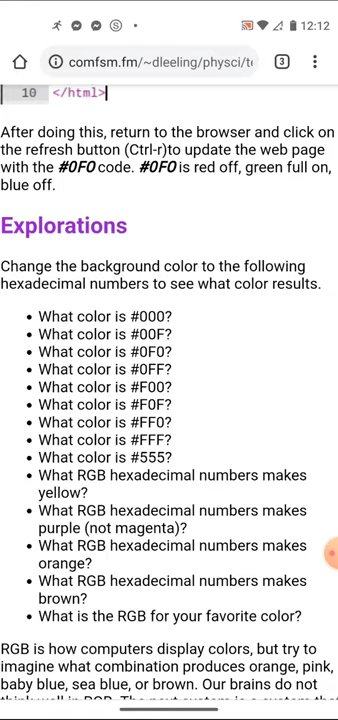 12:12
comfsm.fm/~dleeling/physci/t
3
10 </html>
After doing this, return to the browser and click on
the refresh button (Ctrl-r)to update the web page
with the #0F0 code. #0F0 is red off, green full on,
blue off.
Explorations
Change the background color to the following
hexadecimal numbers to see what color results.
• What color is #000?
• What color is #00F?
• What color is #0F0?
• What color is #0FF?
• What color is #F00?
• What color is #F0F?
• What color is #FF0?
• What color is #FFF?
• What color is #555?
• What RGB hexadecimal numbers makes
yellow?
• What RGB hexadecimal numbers makes
purple (not magenta)?
• What RGB hexadecimal numbers makes
orange?
• What RGB hexadecimal numbers makes
brown?
• What is the RGB for your favorite color?
RGB is how computers display colors, but try to
imagine what combination produces orange, pink,
baby blue, sea blue, or brown. Our brains do not